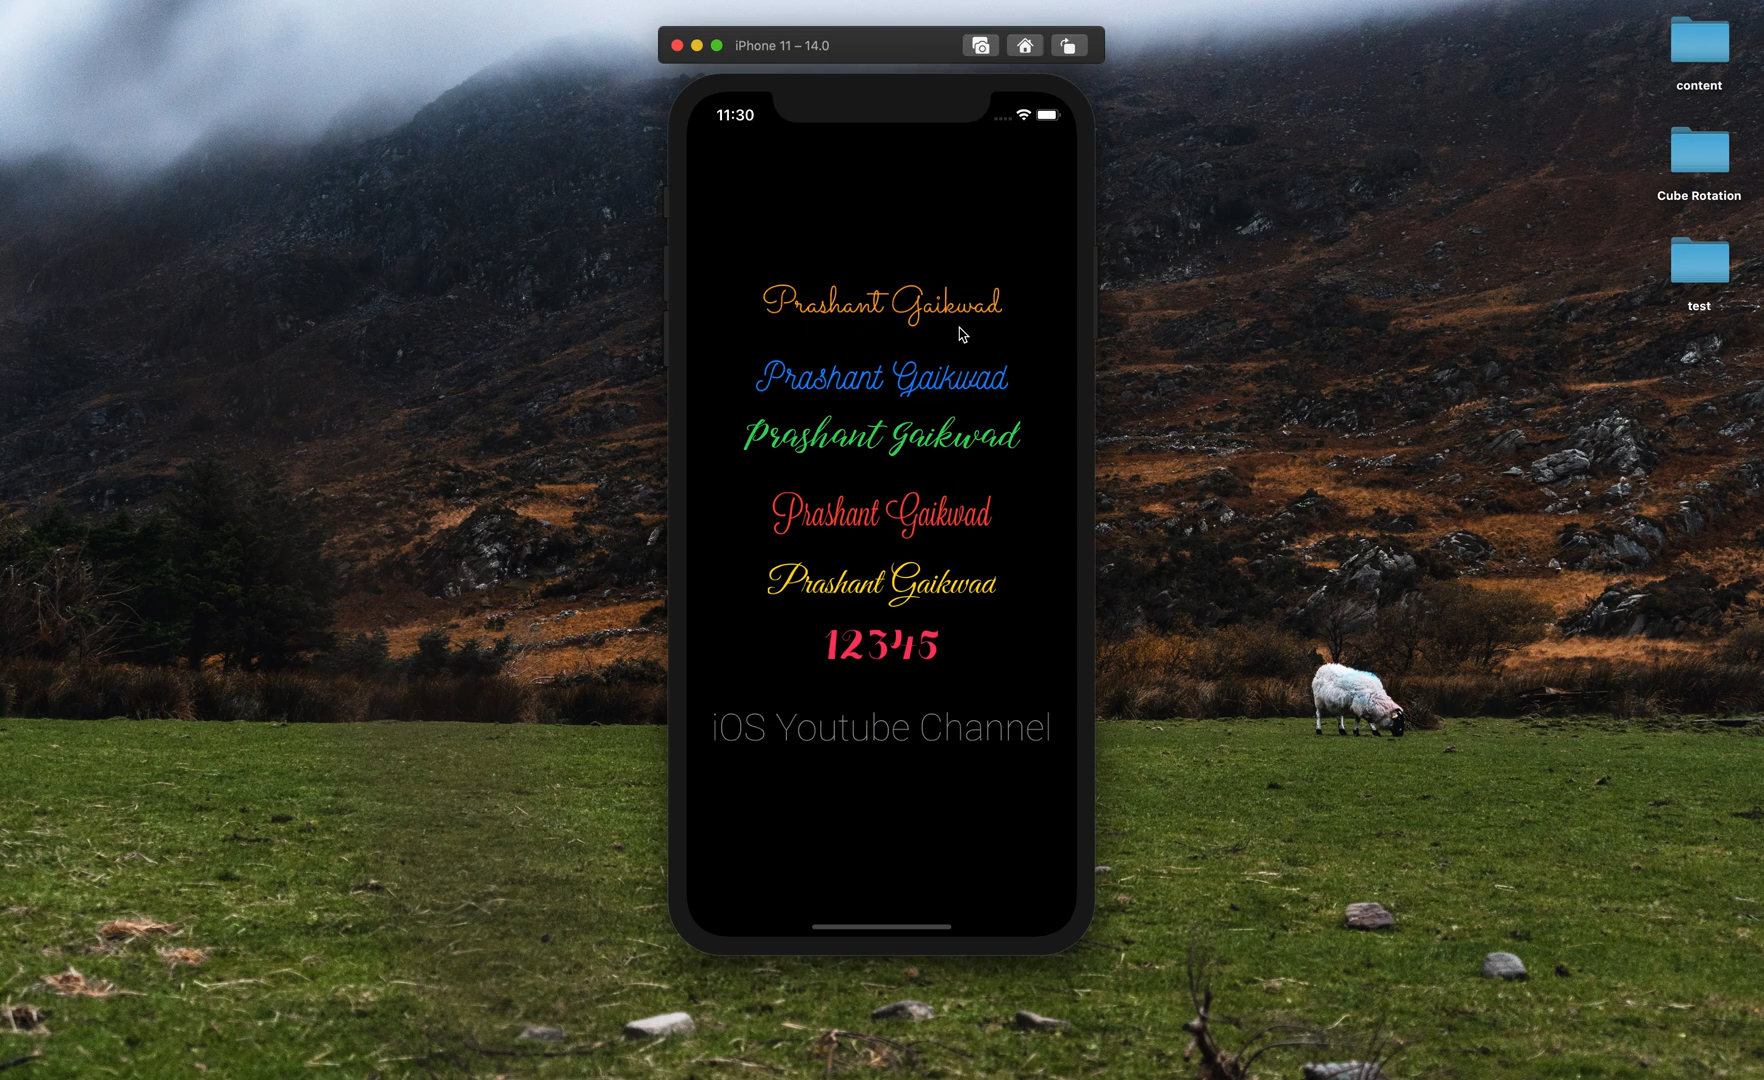 iPhone 11 – 14.0
11:30
Prashant Gaikwad
Prashant Gaikwad
Prashant Gaikwad
Prashant Gaikwad
Prashant Gaikwad
12345
iOS Youtube Channel
content
Cube Rotation
test